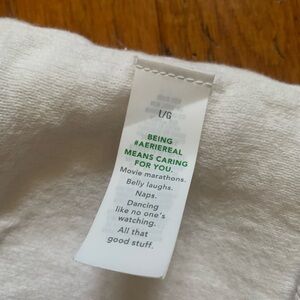 L/G
BEING
#AERIEREAL
MEANS CARING
FOR YOU.
Movie marathons.
Belly laughs.
Naps.
Dancing
like no one's
watching.
All that
good stuff.